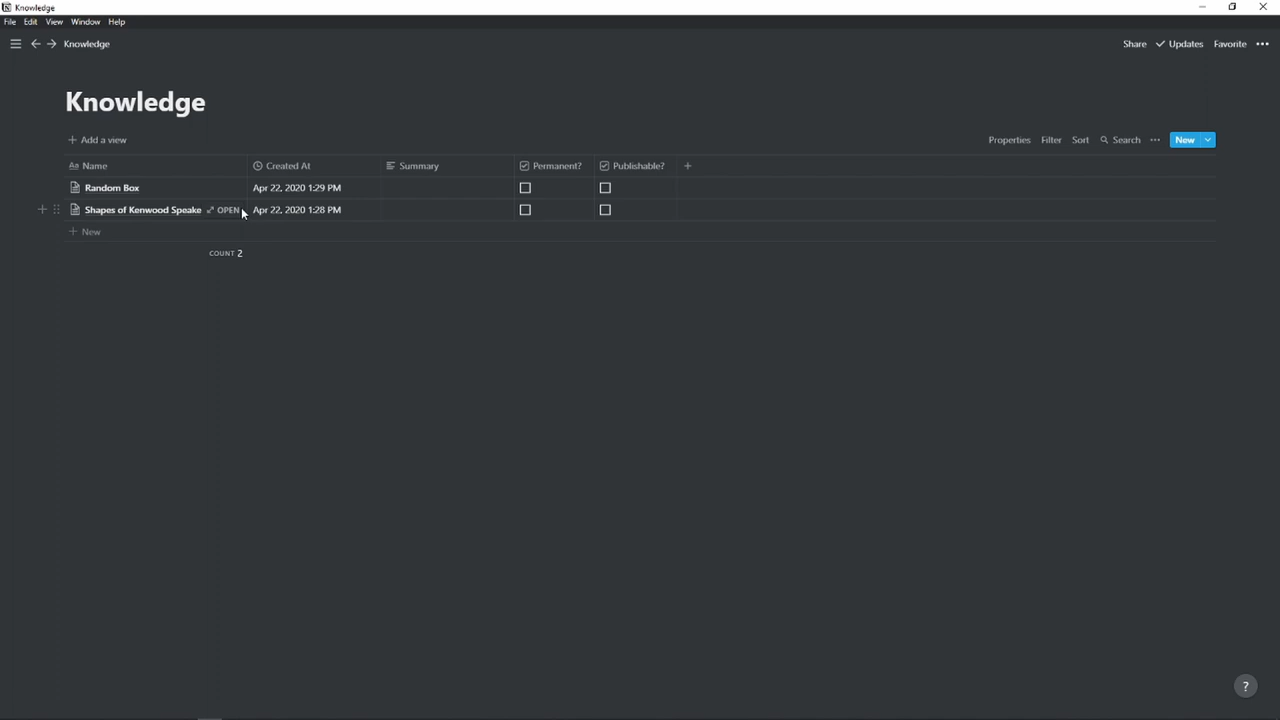 Knowledge
File Edit View Window Help
Knowledge Share Updates Favorite
Knowledge
Add a view Properties Filter Sort Search New
Aa Name Created At Summary Permanent? Publishable?
Random Box Apr 22, 2020 1:29 PM
Shapes of Kenwood Speake OPEN Apr 22, 2020 1:28 PM
New
COUNT 2
?